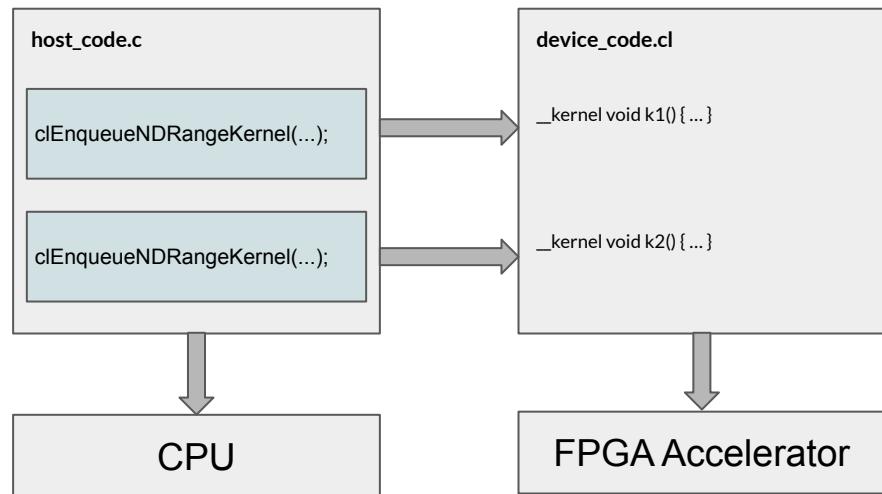 host_code.c
clEnqueueNDRangeKernel(...);
clEnqueueNDRangeKernel(...);
CPU
device_code.cl
__kernel void k1() { ... }
__kernel void k2() { ... }
FPGA Accelerator